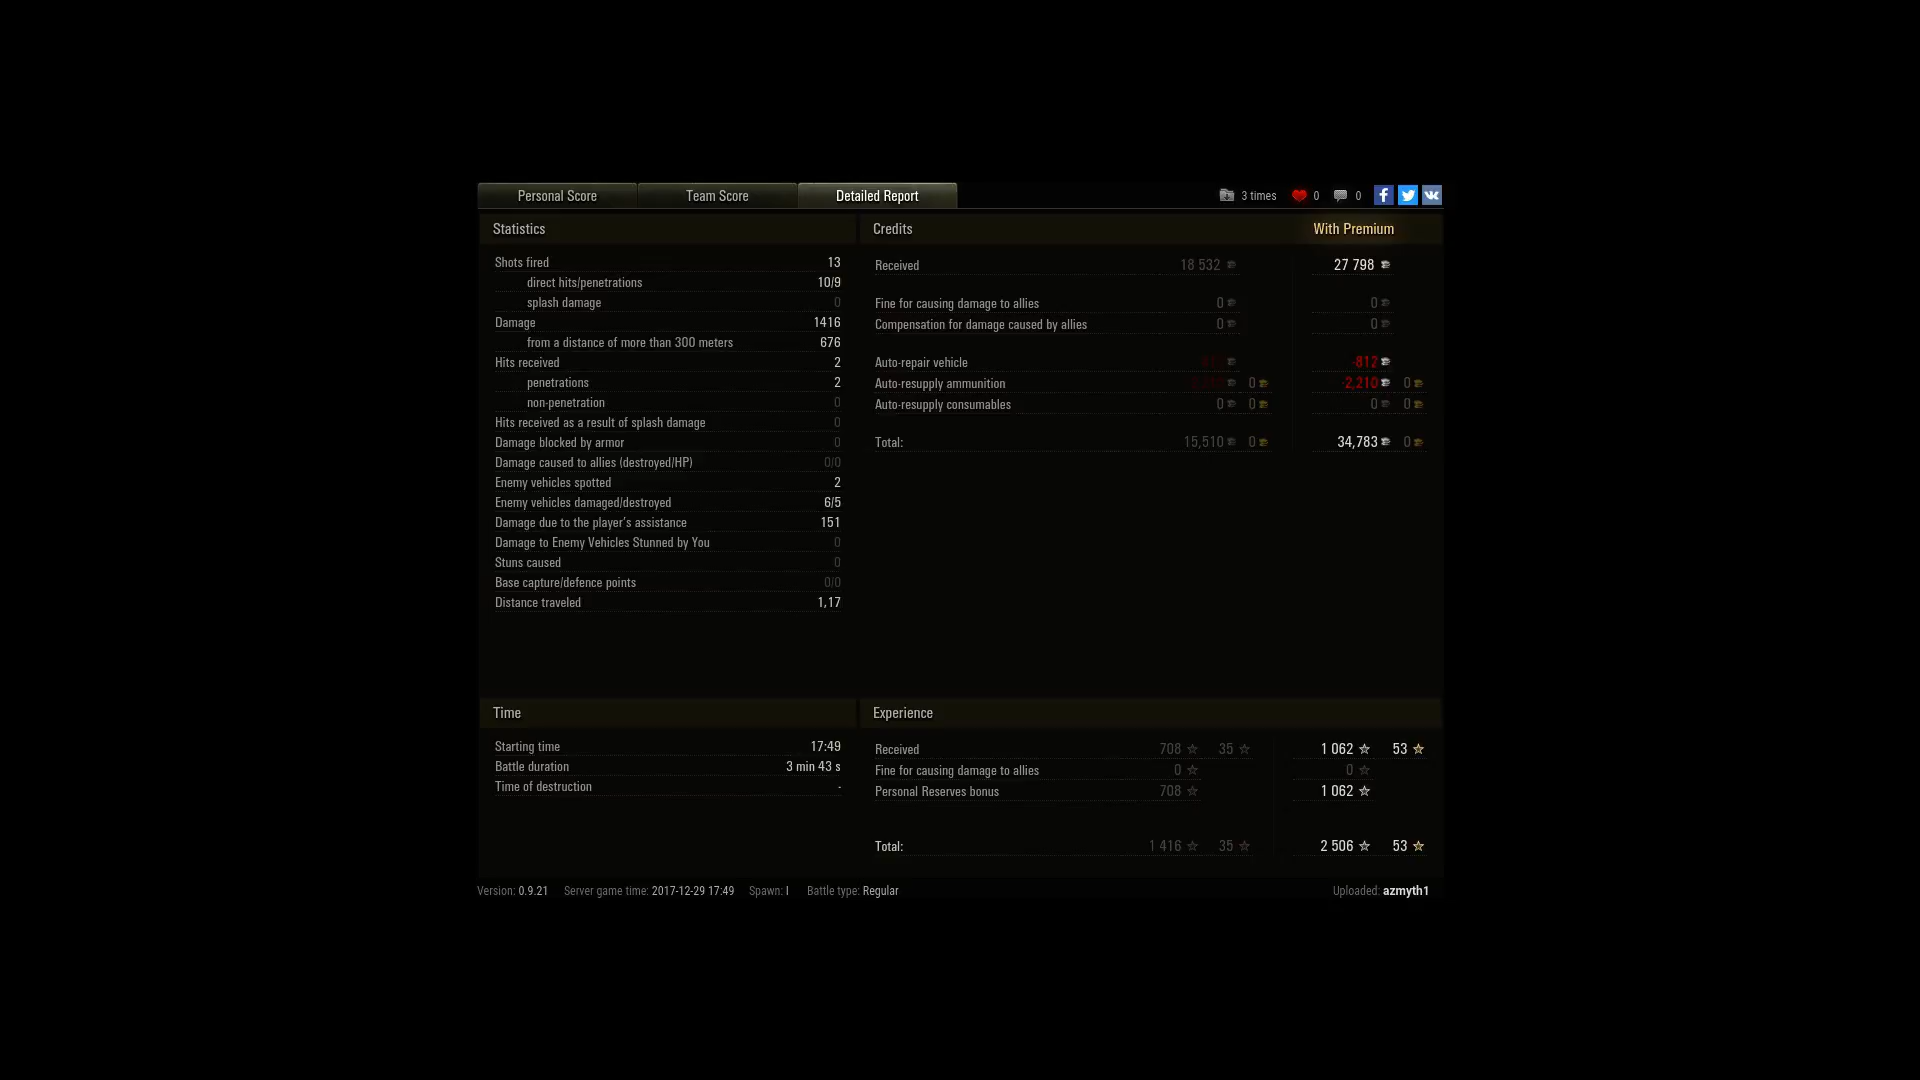 Personal Score Team Score Detailed Report 3 times 0 0
Statistics
Shots fired 13
direct hits/penetrations 10/9
splash damage 0
Damage 1416
from a distance of more than 300 meters 676
Hits received 2
penetrations 2
non-penetration 0
Hits received as a result of splash damage 0
Damage blocked by armor 0
Damage caused to allies (destroyed/HP) 0/0
Enemy vehicles spotted 2
Enemy vehicles damaged/destroyed 6/5
Damage due to the player's assistance 151
Damage to Enemy Vehicles Stunned by You 0
Stuns caused 0
Base capture/defence points 0/0
Distance traveled 1,17
Credits With Premium
Received 18 532 27 798
Fine for causing damage to allies 0 0
Compensation for damage caused by allies 0 0
Auto-repair vehicle -812
Auto-resupply ammunition 0 -2,210 0
Auto-resupply consumables 0 0 0 0
Total: 15,510 0 34,783 0
Time
Starting time 17:49
Battle duration 3 min 43 s
Time of destruction -
Experience
Received 708 35 1 062 53
Fine for causing damage to allies 0 0
Personal Reserves bonus 708 1 062
Total: 1 416 35 2 506 53
Version: 0.9.21 Server game time: 2017-12-29 17:49 Spawn: I Battle type: Regular Uploaded: azmyth1